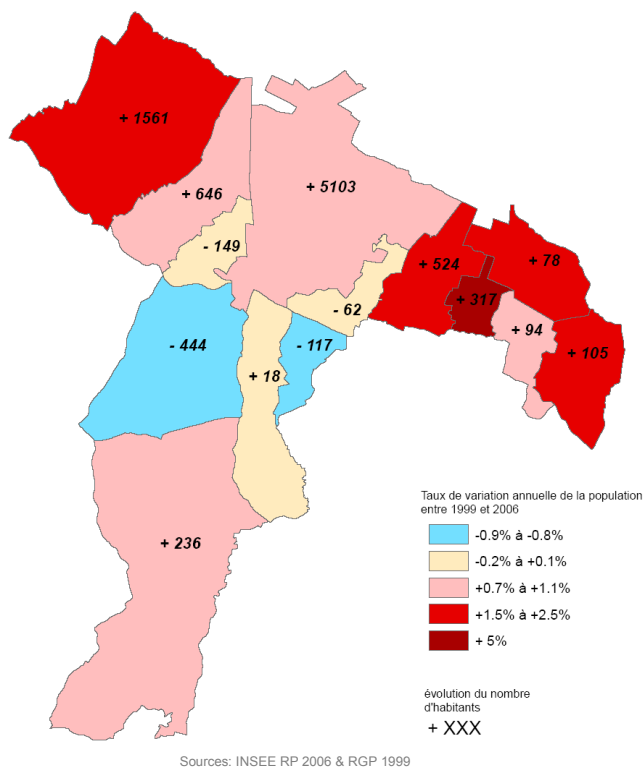 + 1561
+ 646
+ 5103
- 149
+ 524
+ 78
- 62
+ 317
- 444
- 117
+ 94
+ 105
+ 18
+ 236
Taux de variation annuelle de la population
entre 1999 et 2006
-0.9% à -0.8%
-0.2% à +0.1%
+0.7% à +1.1%
+1.5% à +2.5%
+ 5%
évolution du nombre
d'habitants
+ XXX
Sources: INSEE RP 2006 & RGP 1999